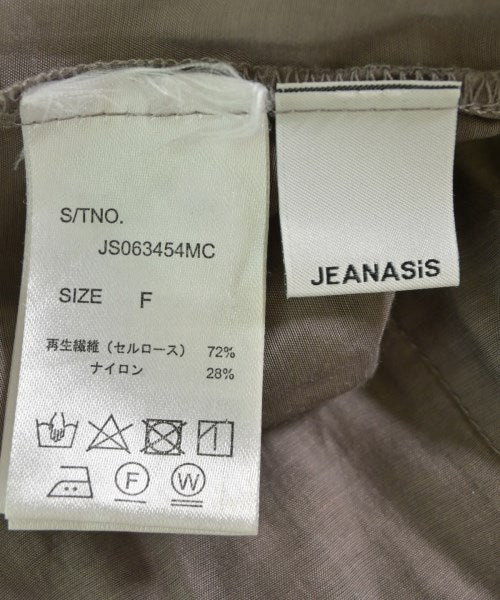 S/TNO.
JS063454MC
SIZE F
再生繊維（セルロース） 72%
ナイロン 28%
F W
JEANASiS